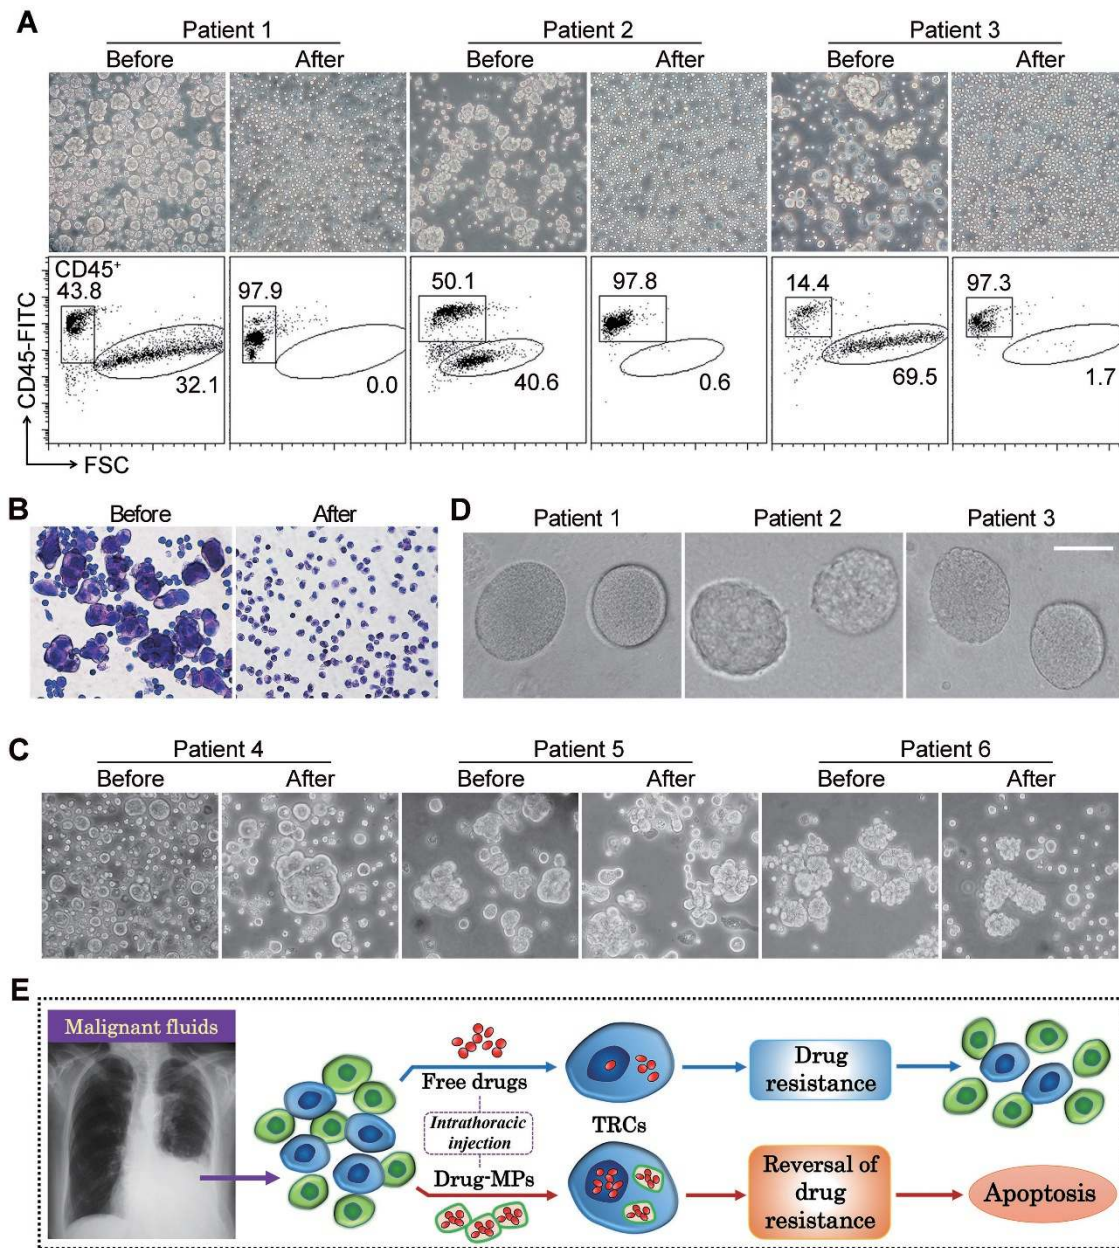 A
Patient 1 Patient 2 Patient 3
Before After Before After Before After
CD45+
43.8 97.9 50.1 97.8 14.4 97.3
32.1 0.0 40.6 0.6 69.5 1.7
CD45-FITC
FSC
B
Before After
D
Patient 1 Patient 2 Patient 3
C
Patient 4 Patient 5 Patient 6
Before After Before After Before After
E
Malignant fluids
Free drugs
Intrathoracic
injection
Drug-MPs
TRCs
Drug
resistance
Reversal of
drug
resistance
Apoptosis